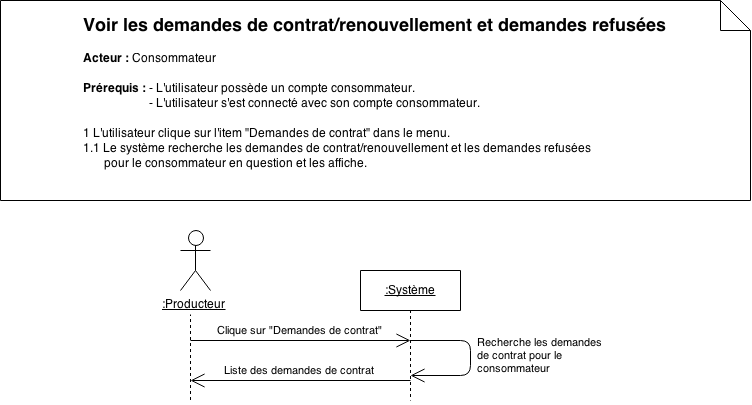 Voir les demandes de contrat/renouvellement et demandes refusées
Acteur : Consommateur
Prérequis : - L'utilisateur possède un compte consommateur.
- L'utilisateur s'est connecté avec son compte consommateur.
1 L'utilisateur clique sur l'item "Demandes de contrat" dans le menu.
1.1 Le système recherche les demandes de contrat/renouvellement et les demandes refusées
pour le consommateur en question et les affiche.
:Producteur
:Système
Clique sur "Demandes de contrat"
Recherche les demandes
de contrat pour le
consommateur
Liste des demandes de contrat